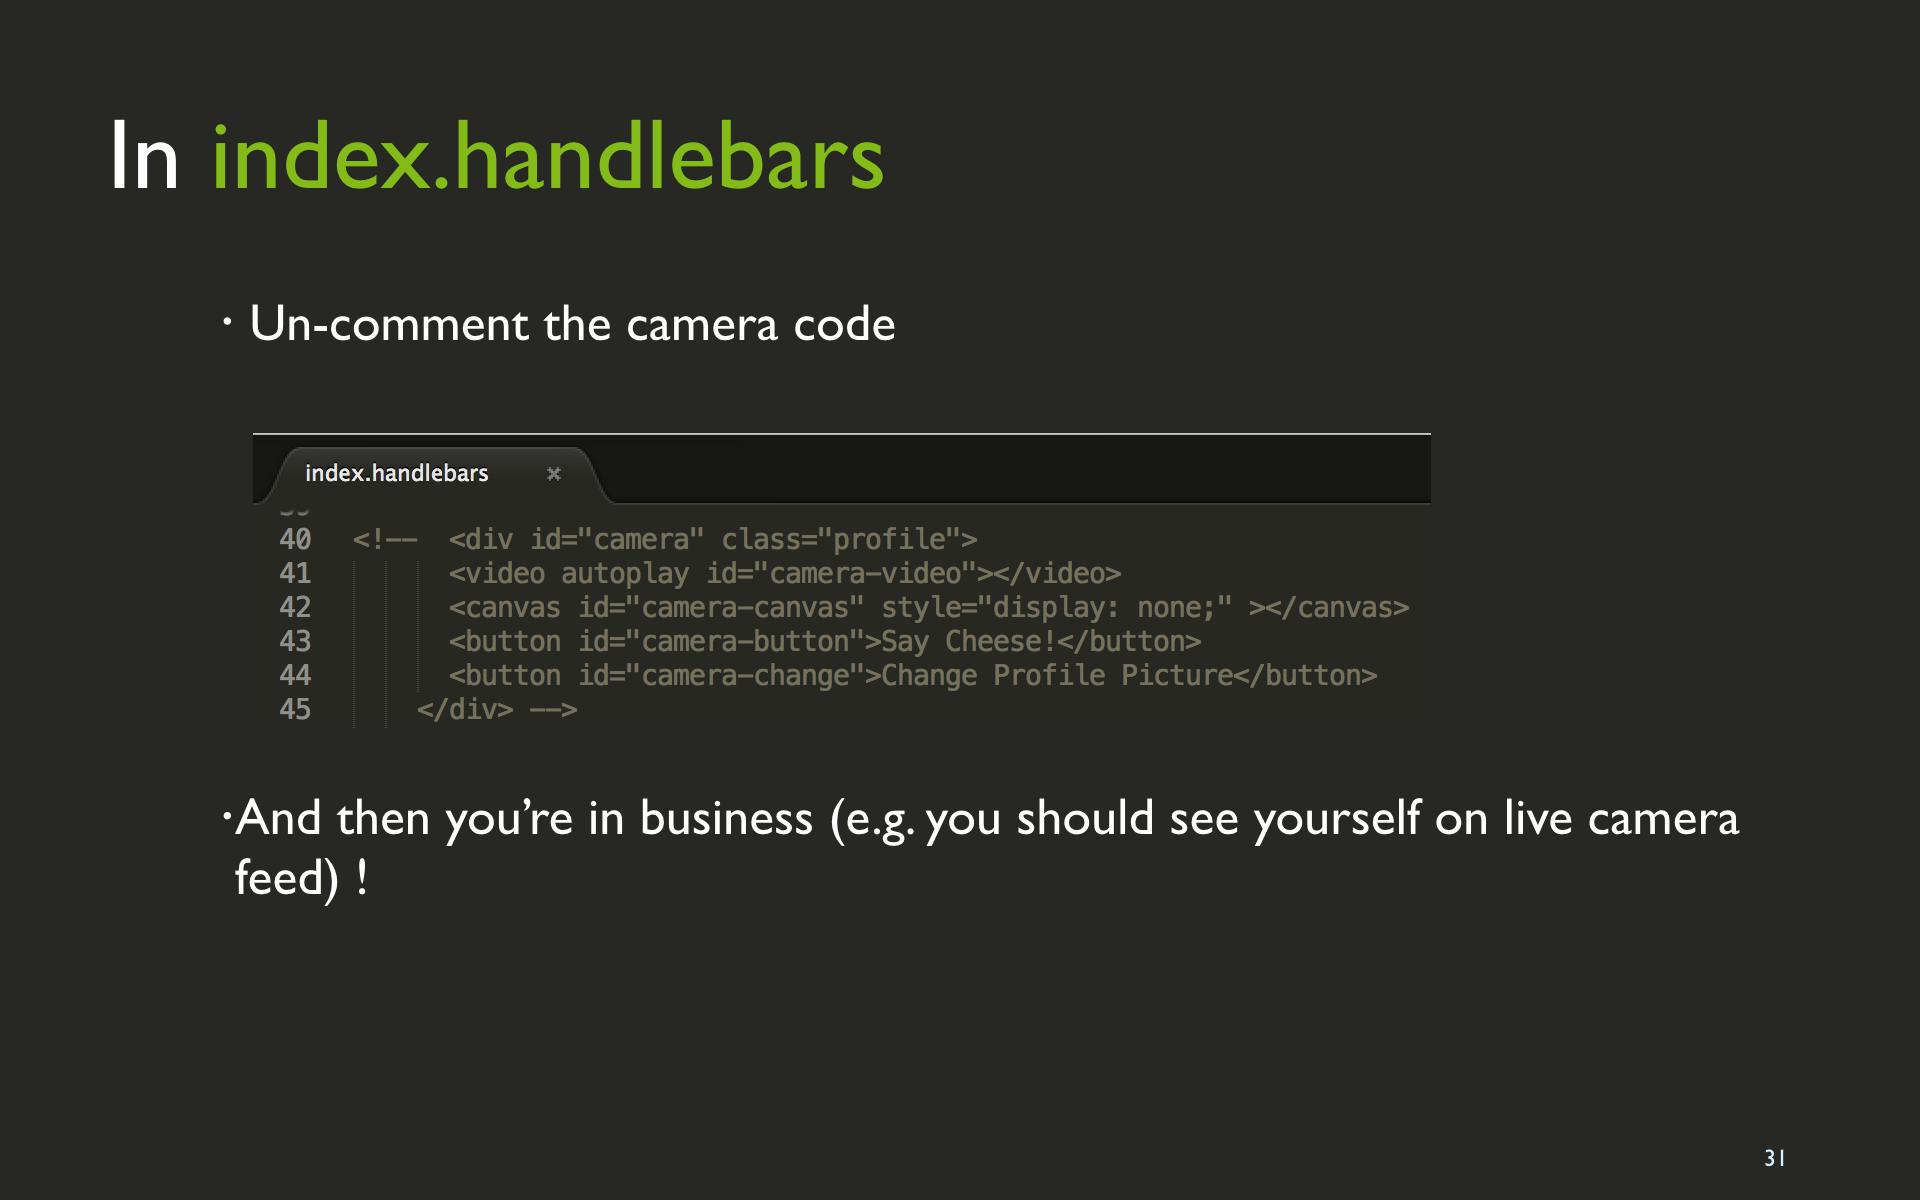 In index.handlebars
· Un-comment the camera code
index.handlebars ×
39
40 <!-- <div id="camera" class="profile">
41 <video autoplay id="camera-video"></video>
42 <canvas id="camera-canvas" style="display: none;" ></canvas>
43 <button id="camera-button">Say Cheese!</button>
44 <button id="camera-change">Change Profile Picture</button>
45 </div> -->
·And then you’re in business (e.g. you should see yourself on live camera
feed) !
31